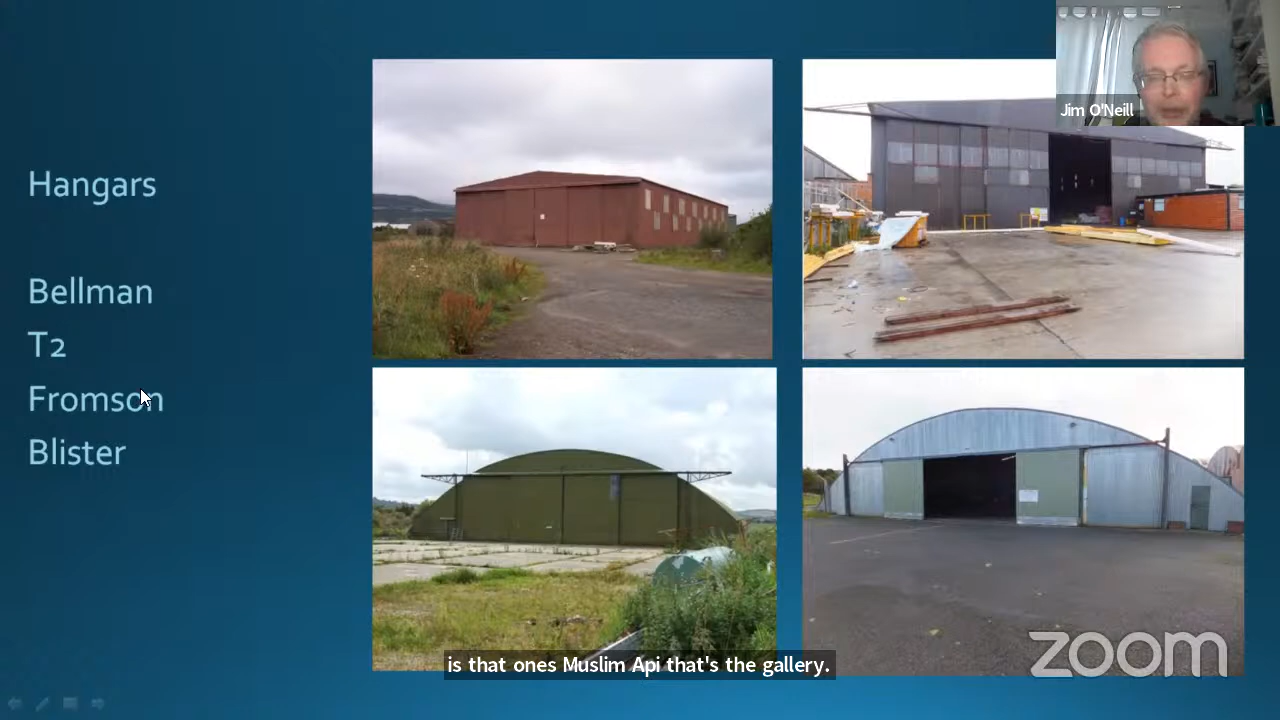 Jim O'Neill
Hangars
Bellman
T2
Fromson
Blister
is that ones Muslim Api that's the gallery.
zoom